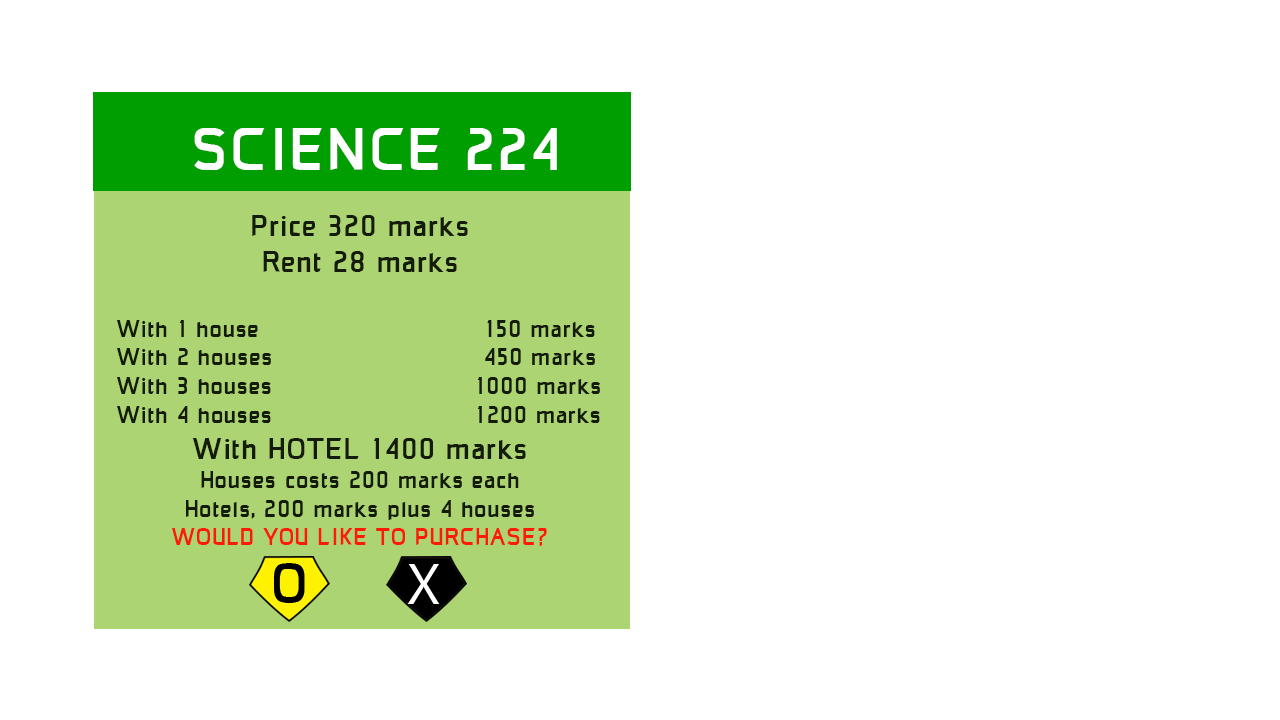 SCIENCE 224
Price 320 marks
Rent 28 marks
With 1 house 150 marks
With 2 houses 450 marks
With 3 houses 1000 marks
With 4 houses 1200 marks
With HOTEL 1400 marks
Houses costs 200 marks each
Hotels, 200 marks plus 4 houses
WOULD YOU LIKE TO PURCHASE?
O X